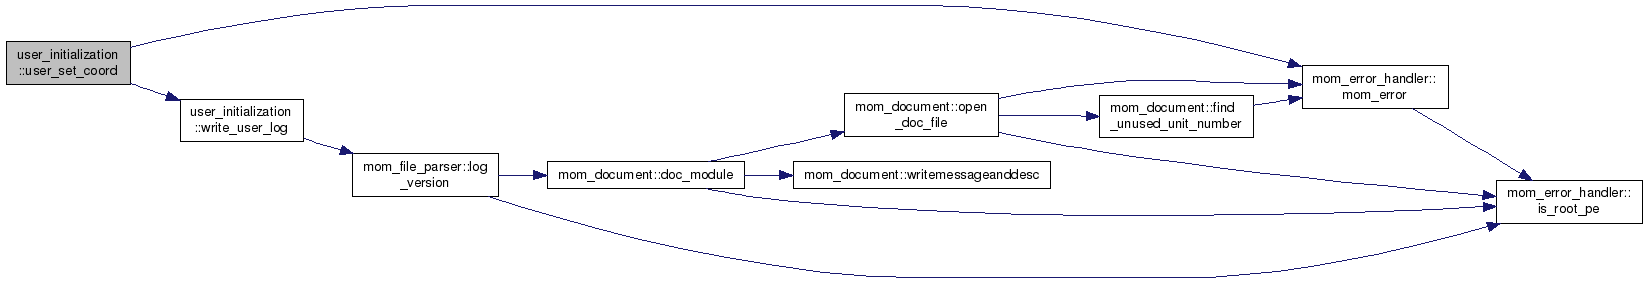 user_initialization
::user_set_coord
user_initialization
::write_user_log
mom_file_parser::log
_version
mom_document::doc_module
mom_document::open
_doc_file
mom_document::writemessageanddesc
mom_document::find
_unused_unit_number
mom_error_handler::
mom_error
mom_error_handler::
is_root_pe